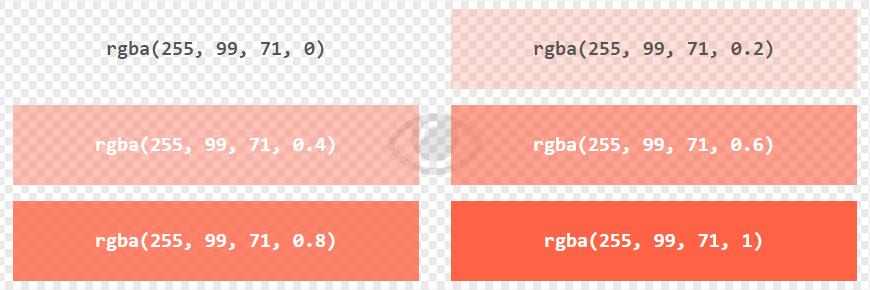 rgba(255, 99, 71, 0)
rgba(255, 99, 71, 0.2)
rgba(255, 99, 71, 0.4)
rgba(255, 99, 71, 0.6)
rgba(255, 99, 71, 0.8)
rgba(255, 99, 71, 1)